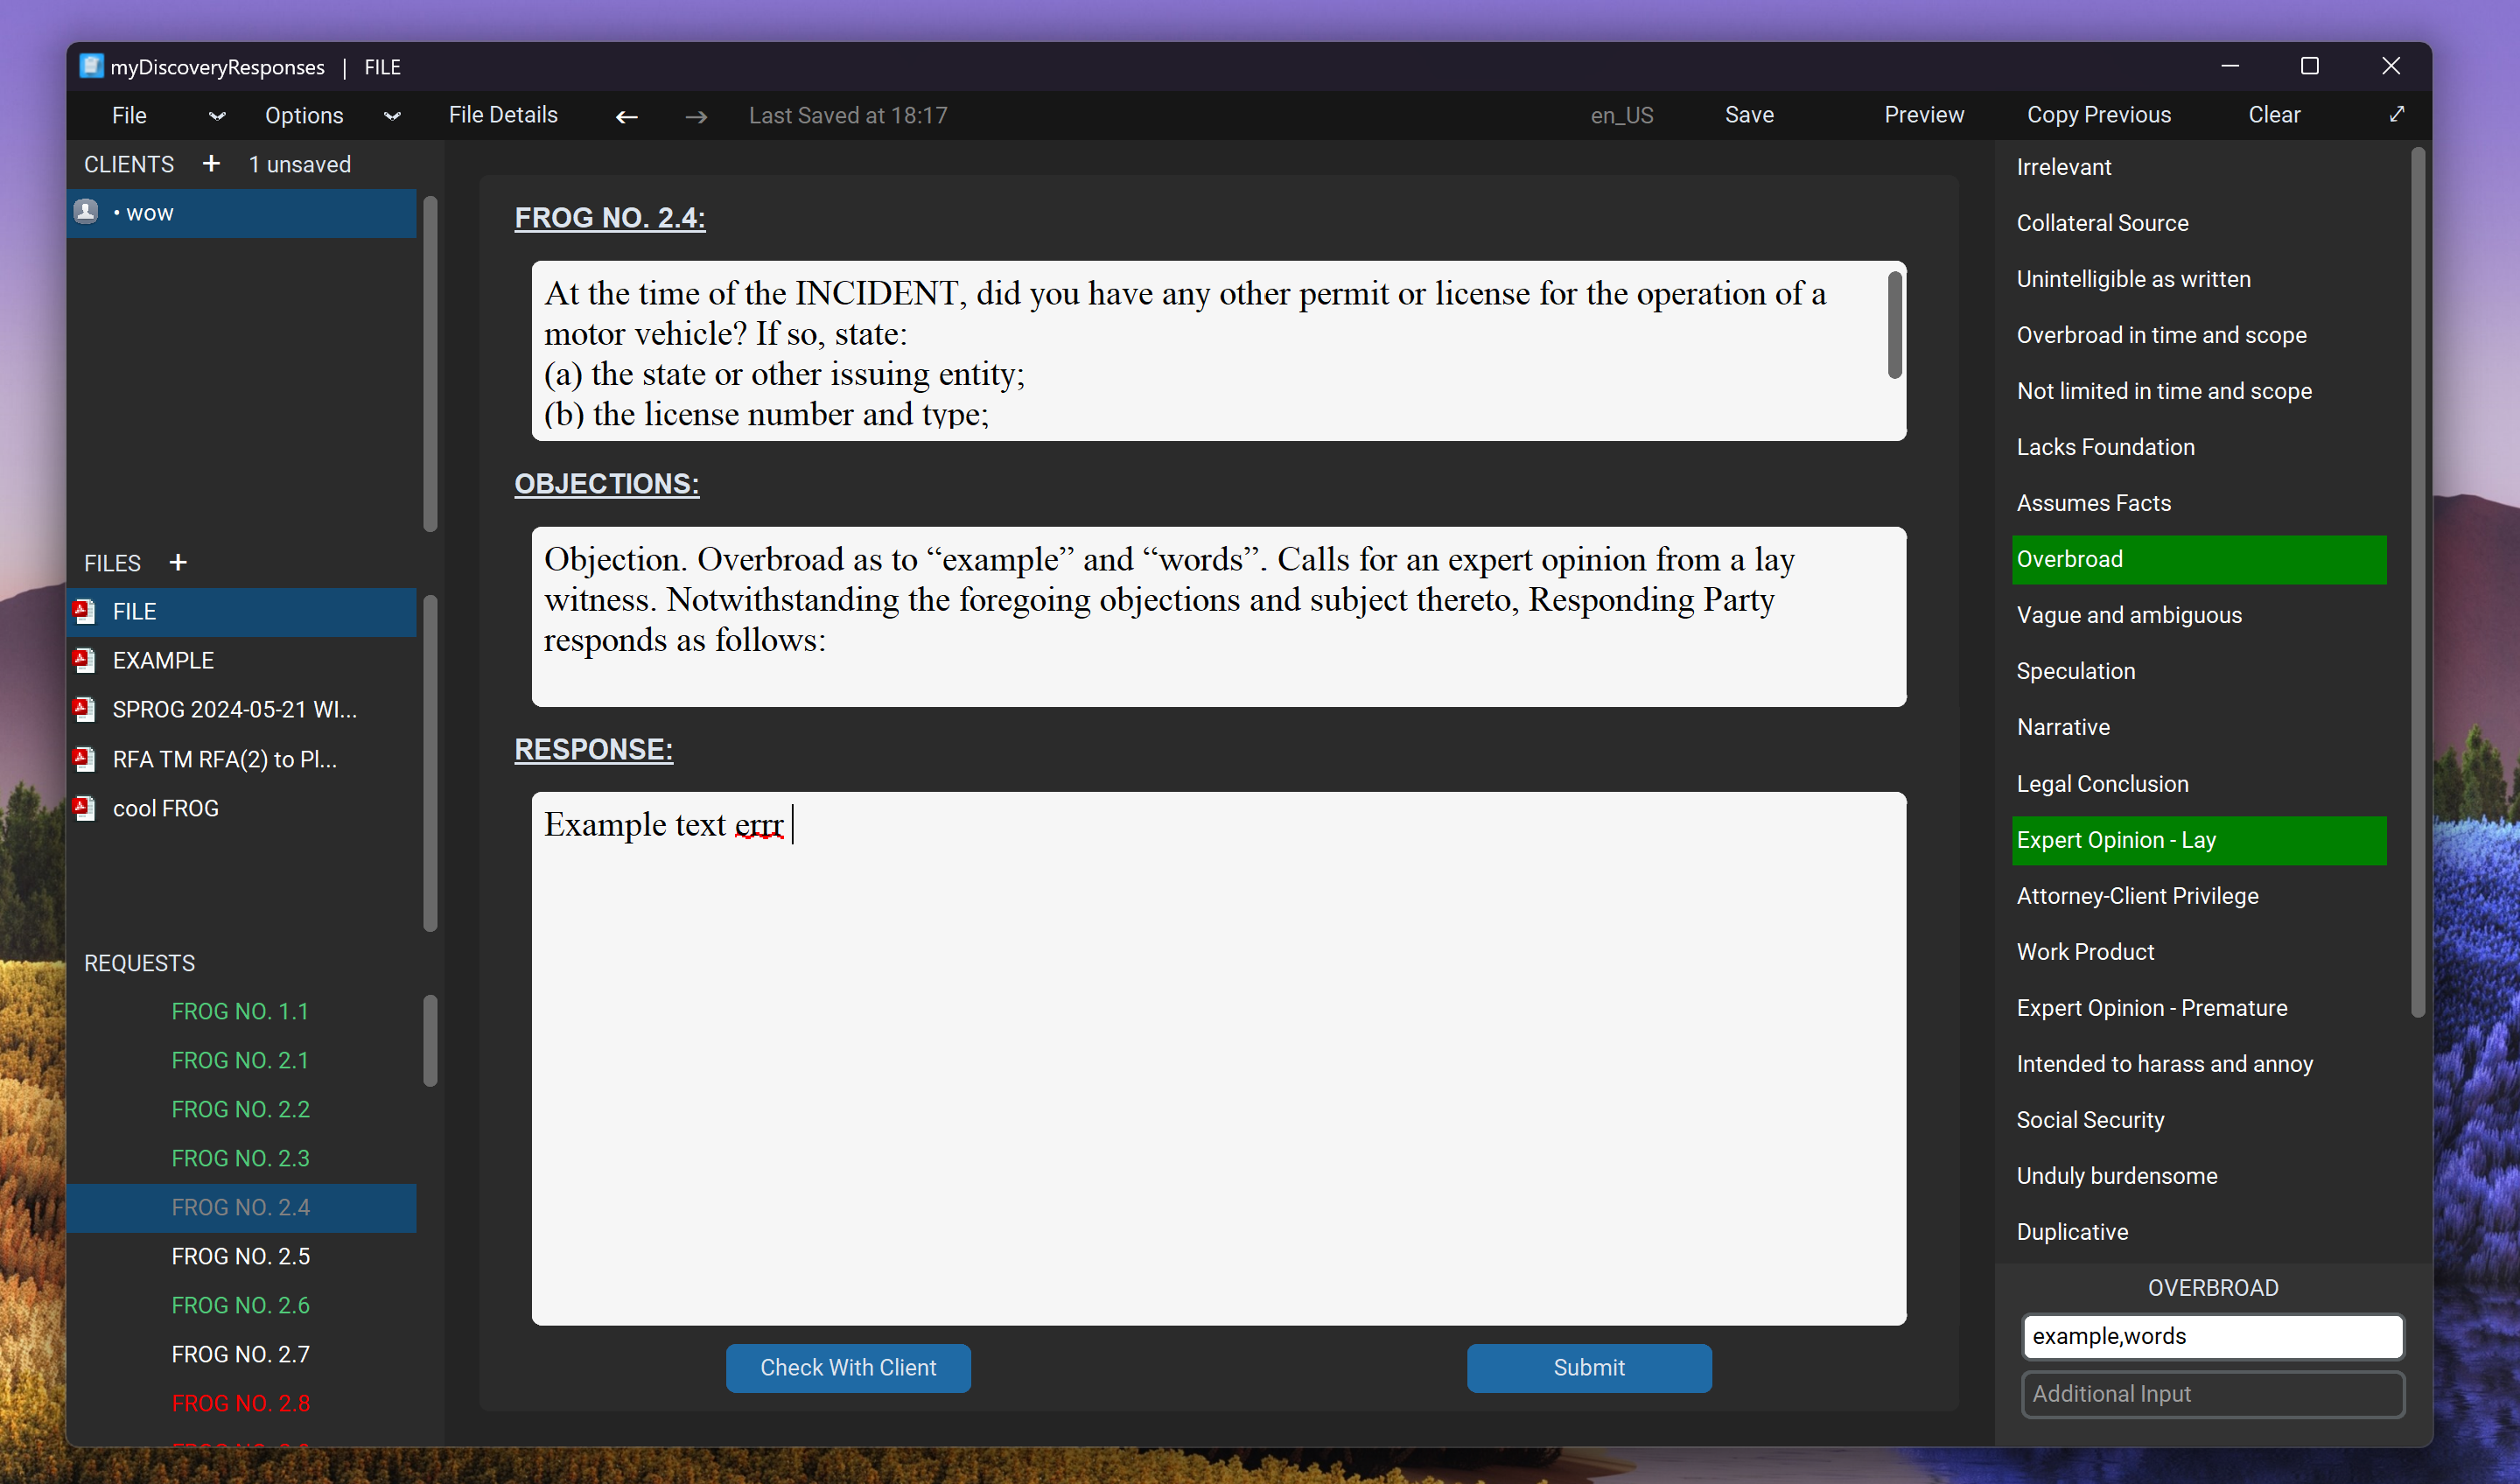 myDiscoveryResponses | FILE
File Options File Details ← → Last Saved at 18:17 en_US Save Preview Copy Previous Clear
CLIENTS + 1 unsaved
• wow
FILES +
FILE
EXAMPLE
SPROG 2024-05-21 WI...
RFA TM RFA(2) to Pl...
cool FROG
REQUESTS
FROG NO. 1.1
FROG NO. 2.1
FROG NO. 2.2
FROG NO. 2.3
FROG NO. 2.4
FROG NO. 2.5
FROG NO. 2.6
FROG NO. 2.7
FROG NO. 2.8
FROG NO. 2.4:
At the time of the INCIDENT, did you have any other permit or license for the operation of a
motor vehicle? If so, state:
(a) the state or other issuing entity;
(b) the license number and type;
OBJECTIONS:
Objection. Overbroad as to “example” and “words”. Calls for an expert opinion from a lay
witness. Notwithstanding the foregoing objections and subject thereto, Responding Party
responds as follows:
RESPONSE:
Example text errr
Check With Client Submit
Irrelevant
Collateral Source
Unintelligible as written
Overbroad in time and scope
Not limited in time and scope
Lacks Foundation
Assumes Facts
Overbroad
Vague and ambiguous
Speculation
Narrative
Legal Conclusion
Expert Opinion - Lay
Attorney-Client Privilege
Work Product
Expert Opinion - Premature
Intended to harass and annoy
Social Security
Unduly burdensome
Duplicative
OVERBROAD
example,words
Additional Input